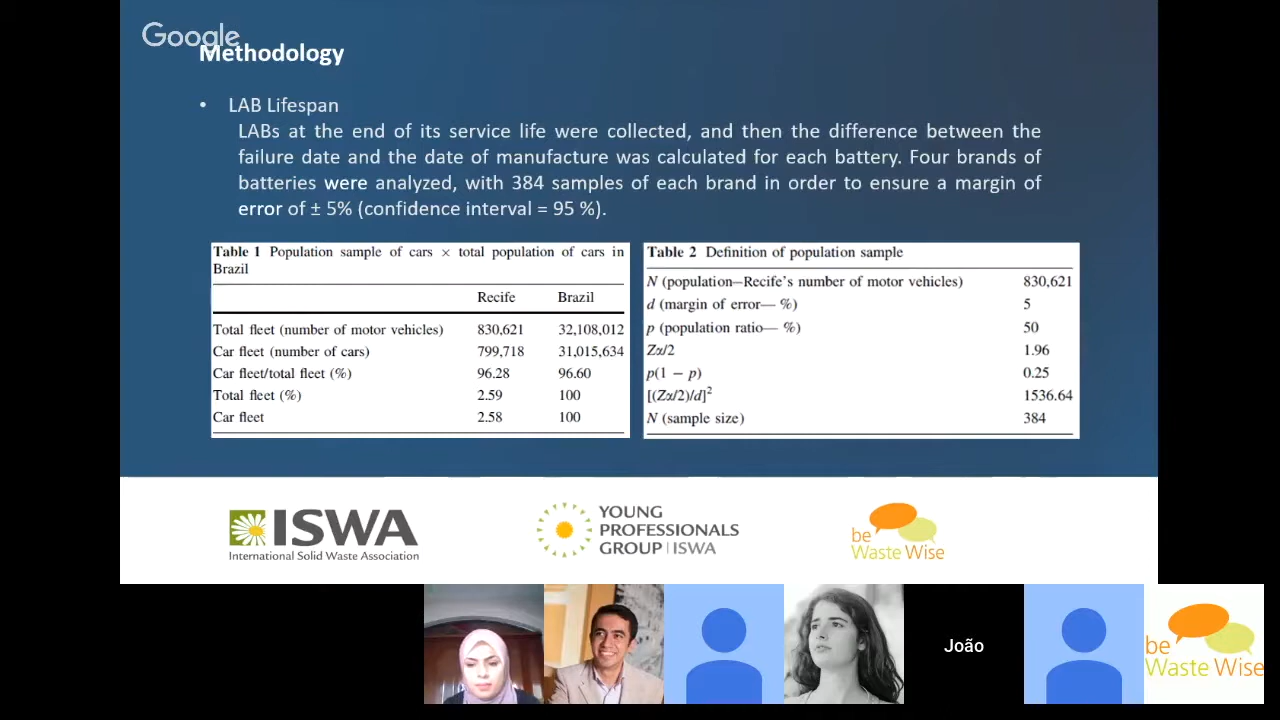 Google
Methodology
• LAB Lifespan
LABs at the end of its service life were collected, and then the difference between the
failure date and the date of manufacture was calculated for each battery. Four brands of
batteries were analyzed, with 384 samples of each brand in order to ensure a margin of
error of ± 5% (confidence interval = 95 %).
Table 1 Population sample of cars × total population of cars in
Brazil
Recife Brazil
Total fleet (number of motor vehicles) 830,621 32,108,012
Car fleet (number of cars) 799,718 31,015,634
Car fleet/total fleet (%) 96.28 96.60
Total fleet (%) 2.59 100
Car fleet 2.58 100
Table 2 Definition of population sample
N (population—Recife's number of motor vehicles) 830,621
d (margin of error— %) 5
p (population ratio— %) 50
Zα/2 1.96
p(1 − p) 0.25
[(Zα/2)/d]² 1536.64
N (sample size) 384
ISWA
International Solid Waste Association
YOUNG
PROFESSIONALS
GROUP | ISWA
be
Waste Wise
João
be
Waste Wise